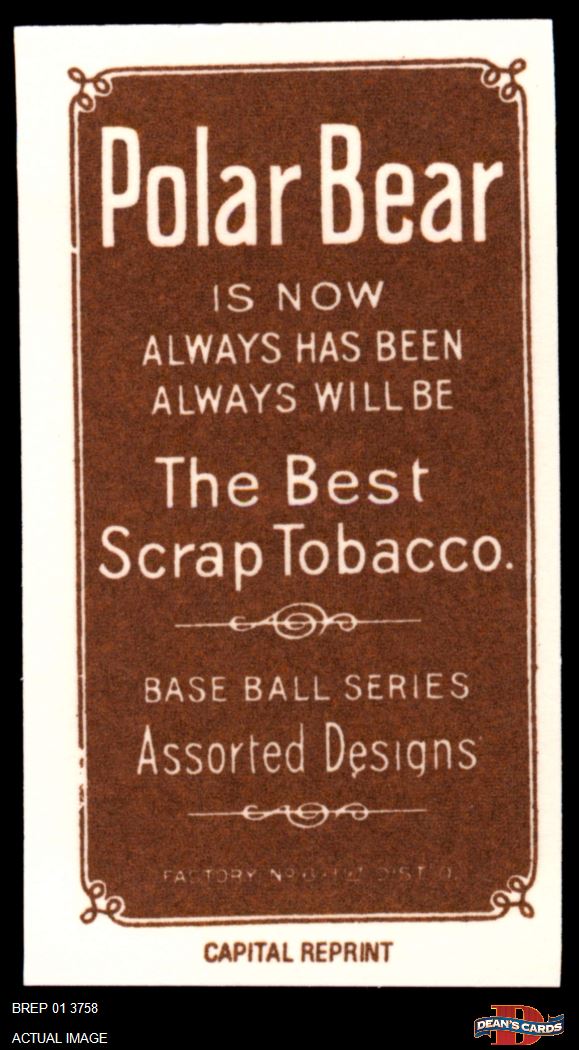 Polar Bear
IS NOW
ALWAYS HAS BEEN
ALWAYS WILL BE
The Best
Scrap Tobacco.
BASE BALL SERIES
Assorted Designs
FACTORY No
CAPITAL REPRINT
BREP 01 3758
ACTUAL IMAGE
D
DEAN'S CARDS